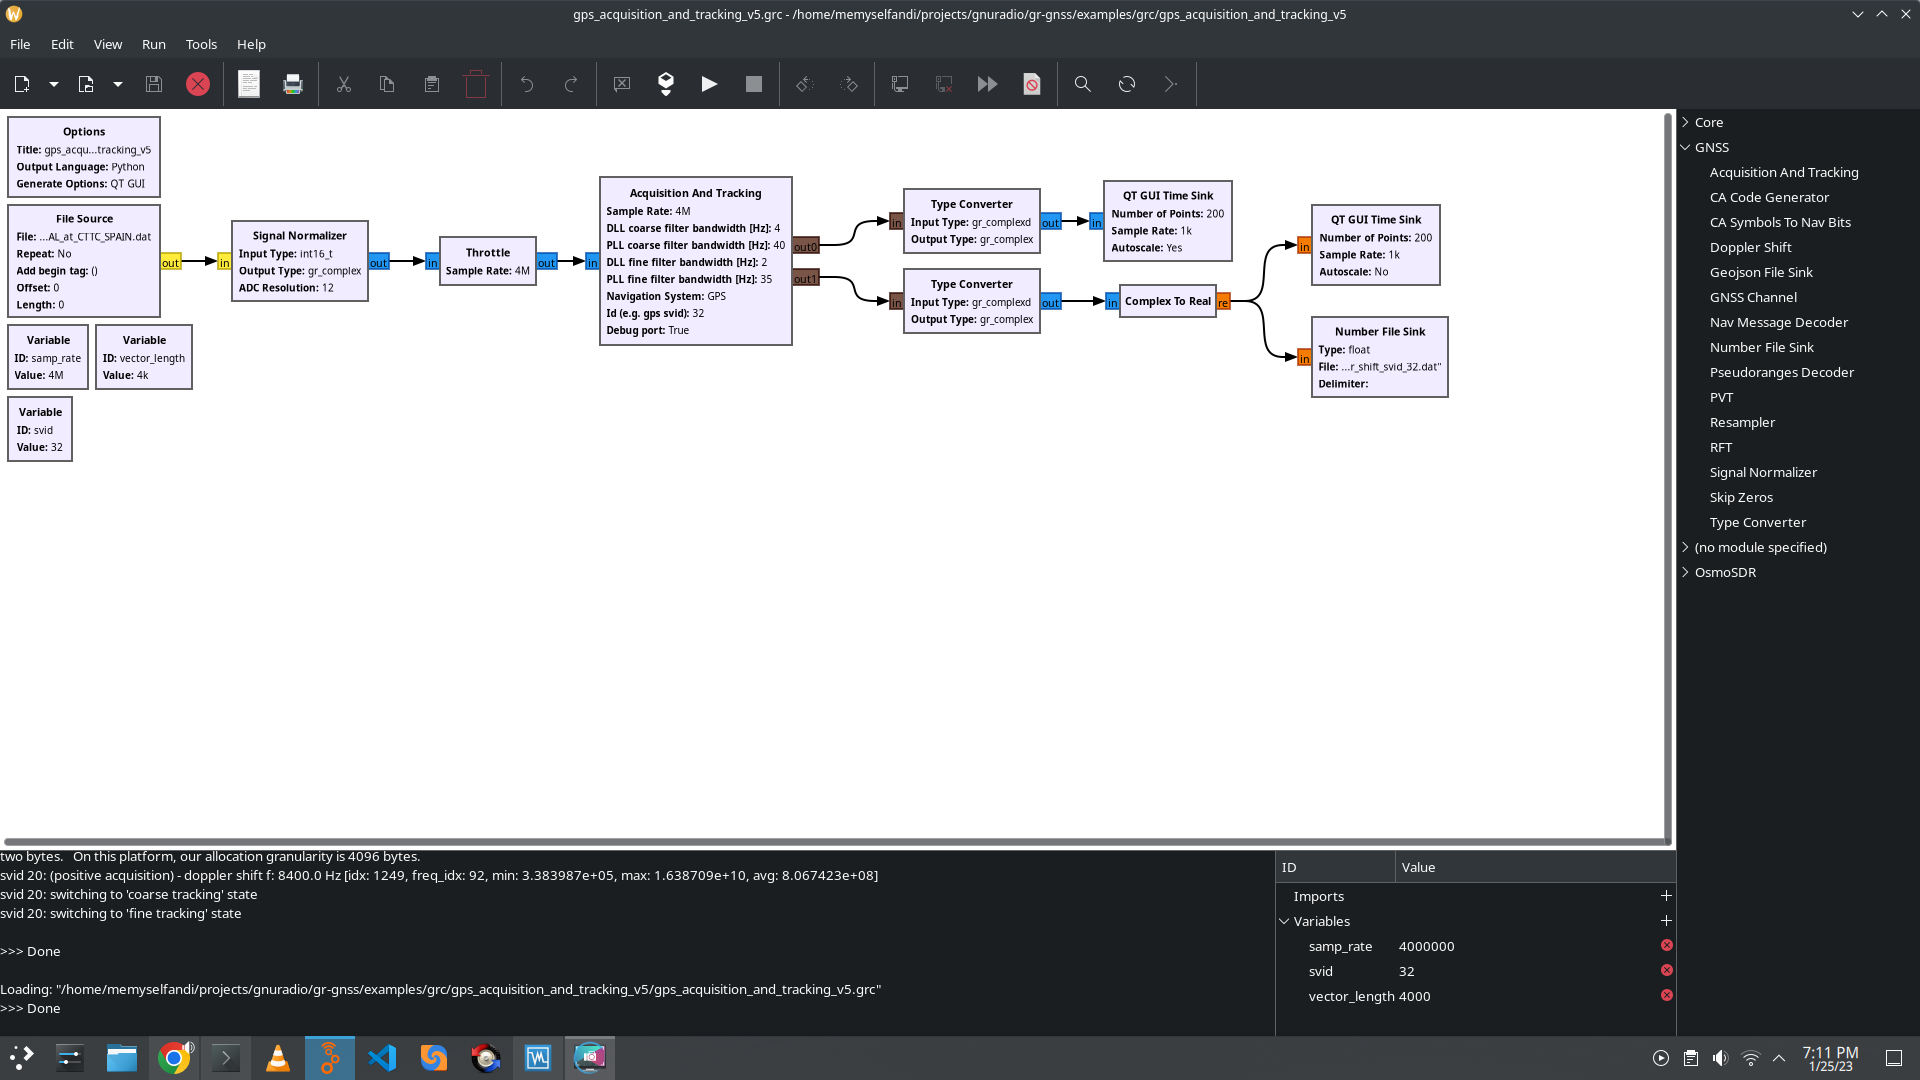 gps_acquisition_and_tracking_v5.grc - /home/memyselfandi/projects/gnuradio/gr-gnss/examples/grc/gps_acquisition_and_tracking_v5
File Edit View Run Tools Help
Options
Title: gps_acqu...tracking_v5
Output Language: Python
Generate Options: QT GUI
File Source
File: ...AL_at_CTTC_SPAIN.dat
Repeat: No
Add begin tag: ()
Offset: 0
Length: 0
out
Variable
ID: samp_rate
Value: 4M
Variable
ID: vector_length
Value: 4k
Variable
ID: svid
Value: 32
in
Signal Normalizer
Input Type: int16_t
Output Type: gr_complex
ADC Resolution: 12
out
in
Throttle
Sample Rate: 4M
out
in
Acquisition And Tracking
Sample Rate: 4M
DLL coarse filter bandwidth [Hz]: 4
PLL coarse filter bandwidth [Hz]: 40
DLL fine filter bandwidth [Hz]: 2
PLL fine filter bandwidth [Hz]: 35
Navigation System: GPS
Id (e.g. gps svid): 32
Debug port: True
out0
out1
in
Type Converter
Input Type: gr_complexd
Output Type: gr_complex
out
in
QT GUI Time Sink
Number of Points: 200
Sample Rate: 1k
Autoscale: Yes
in
Type Converter
Input Type: gr_complexd
Output Type: gr_complex
out
in
Complex To Real
re
in
QT GUI Time Sink
Number of Points: 200
Sample Rate: 1k
Autoscale: No
in
Number File Sink
Type: float
File: ...r_shift_svid_32.dat"
Delimiter:
Core
GNSS
Acquisition And Tracking
CA Code Generator
CA Symbols To Nav Bits
Doppler Shift
Geojson File Sink
GNSS Channel
Nav Message Decoder
Number File Sink
Pseudoranges Decoder
PVT
Resampler
RFT
Signal Normalizer
Skip Zeros
Type Converter
(no module specified)
OsmoSDR
two bytes. On this platform, our allocation granularity is 4096 bytes.
svid 20: (positive acquisition) - doppler shift f: 8400.0 Hz [idx: 1249, freq_idx: 92, min: 3.383987e+05, max: 1.638709e+10, avg: 8.067423e+08]
svid 20: switching to 'coarse tracking' state
svid 20: switching to 'fine tracking' state
>>> Done
Loading: "/home/memyselfandi/projects/gnuradio/gr-gnss/examples/grc/gps_acquisition_and_tracking_v5/gps_acquisition_and_tracking_v5.grc"
>>> Done
ID Value
Imports
Variables
samp_rate 4000000
svid 32
vector_length 4000
7:11 PM
1/25/23